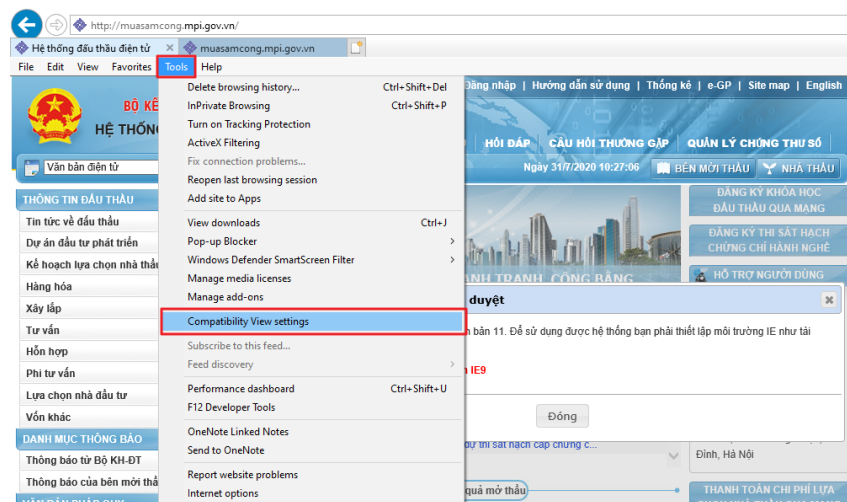 http://muasamcong.mpi.gov.vn/
Hệ thống đấu thầu điện tử
muasamcong.mpi.gov.vn
File Edit View Favorites Tools Help
Đăng nhập | Hướng dẫn sử dụng | Thống kê | e-GP | Site map | English
BỘ KẾ
HỆ THỐN
HỎI ĐÁP CÂU HỎI THƯỜNG GẶP QUẢN LÝ CHỨNG THƯ SỐ
Văn bản điện tử
Ngày 31/7/2020 10:27:06
BÊN MỜI THẦU NHÀ THẦU
THÔNG TIN ĐẤU THẦU
Tin tức về đấu thầu
Dự án đầu tư phát triển
Kế hoạch lựa chọn nhà thầu
Hàng hóa
Xây lắp
Tư vấn
Hỗn hợp
Phi tư vấn
Lựa chọn nhà đầu tư
Vốn khác
DANH MỤC THÔNG BÁO
Thông báo từ Bộ KH-ĐT
Thông báo của bên mời thầ
Delete browsing history... Ctrl+Shift+Del
InPrivate Browsing Ctrl+Shift+P
Turn on Tracking Protection
ActiveX Filtering
Fix connection problems...
Reopen last browsing session
Add site to Apps
View downloads Ctrl+J
Pop-up Blocker
Windows Defender SmartScreen Filter
Manage media licenses
Manage add-ons
Compatibility View settings
Subscribe to this feed...
Feed discovery
Performance dashboard Ctrl+Shift+U
F12 Developer Tools
OneNote Linked Notes
Send to OneNote
Report website problems
Internet options
ĐĂNG KÝ KHÓA HỌC
ĐẤU THẦU QUA MẠNG
ĐĂNG KÝ THI SÁT HẠCH
CHỨNG CHỈ HÀNH NGHỀ
HỖ TRỢ NGƯỜI DÙNG
ANH TRANH CÔNG BẰNG
duyệt
bản 11. Để sử dụng được hệ thống bạn phải thiết lập môi trường IE như tài
IE9
Đóng
dự thi sát hạch cấp chứng c...
Đình, Hà Nội
quả mở thầu
THANH TOÁN CHI PHÍ LỰA